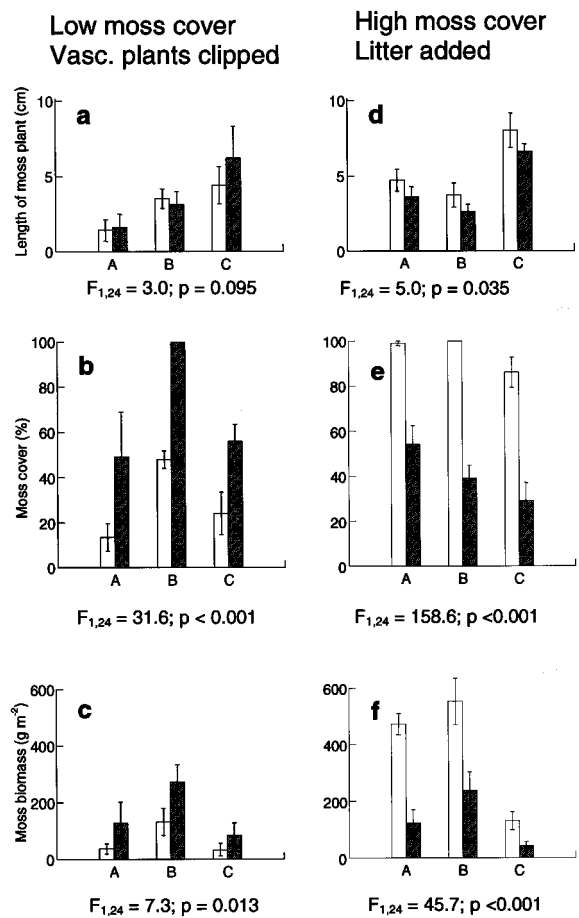 Low moss cover
Vasc. plants clipped
High moss cover
Litter added
a
Length of moss plant (cm)
10
5
0
A B C
F1,24 = 3.0; p = 0.095
d
10
5
0
A B C
F1,24 = 5.0; p = 0.035
b
Moss cover (%)
100
80
60
40
20
0
A B C
F1,24 = 31.6; p < 0.001
e
100
80
60
40
20
0
A B C
F1,24 = 158.6; p <0.001
c
Moss biomass (g m-2)
600
400
200
0
A B C
F1,24 = 7.3; p = 0.013
f
600
400
200
0
A B C
F1,24 = 45.7; p <0.001